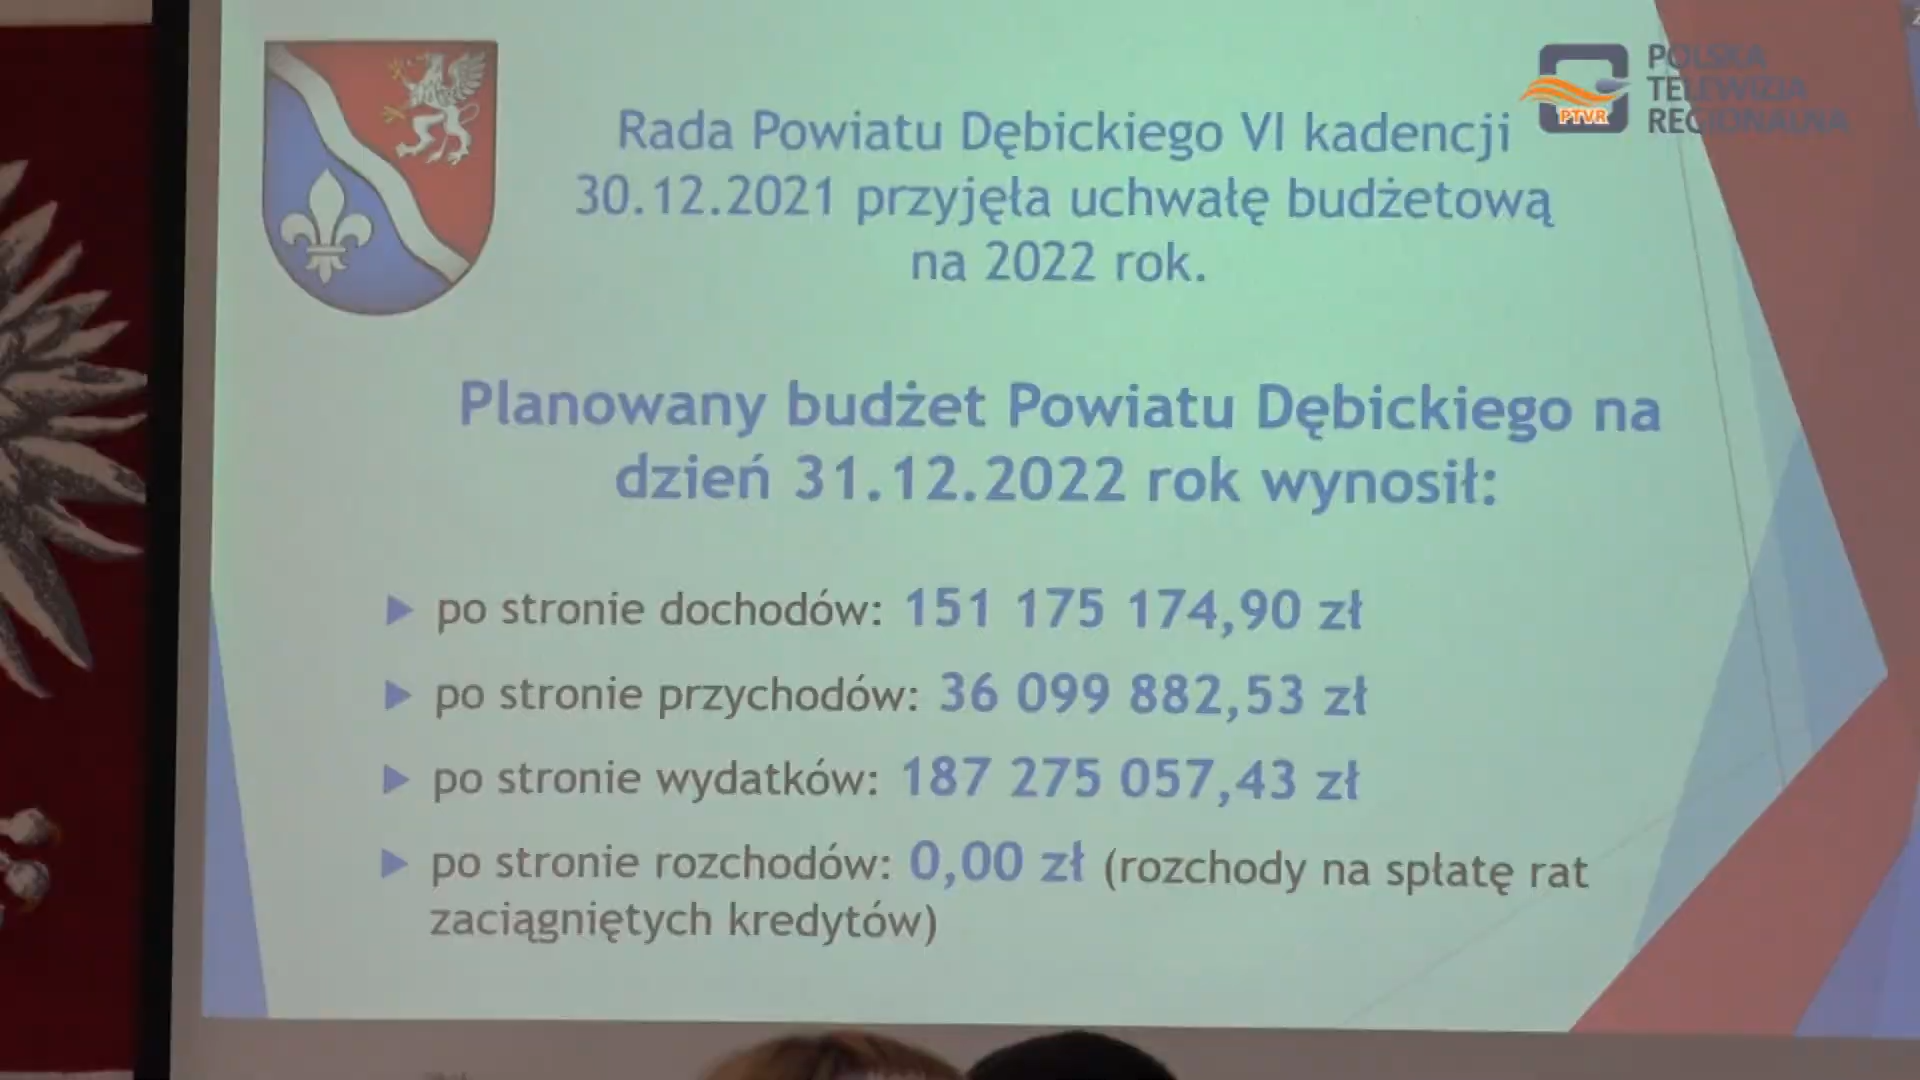 POLSKA
TELEWIZJA
REGIONALNA
PTVR
Rada Powiatu Dębickiego VI kadencji
30.12.2021 przyjęła uchwałę budżetową
na 2022 rok.
Planowany budżet Powiatu Dębickiego na
dzień 31.12.2022 rok wynosił:
po stronie dochodów: 151 175 174,90 zł
po stronie przychodów: 36 099 882,53 zł
po stronie wydatków: 187 275 057,43 zł
po stronie rozchodów: 0,00 zł (rozchody na spłatę rat
zaciągniętych kredytów)